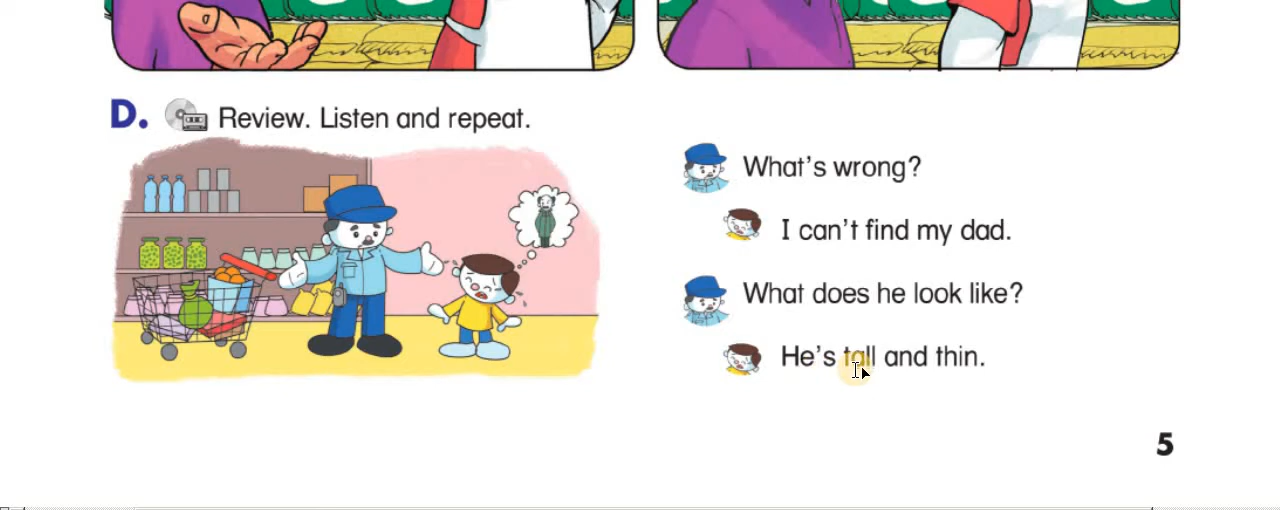 D. Review. Listen and repeat.
What's wrong?
I can't find my dad.
What does he look like?
He's tall and thin.
5